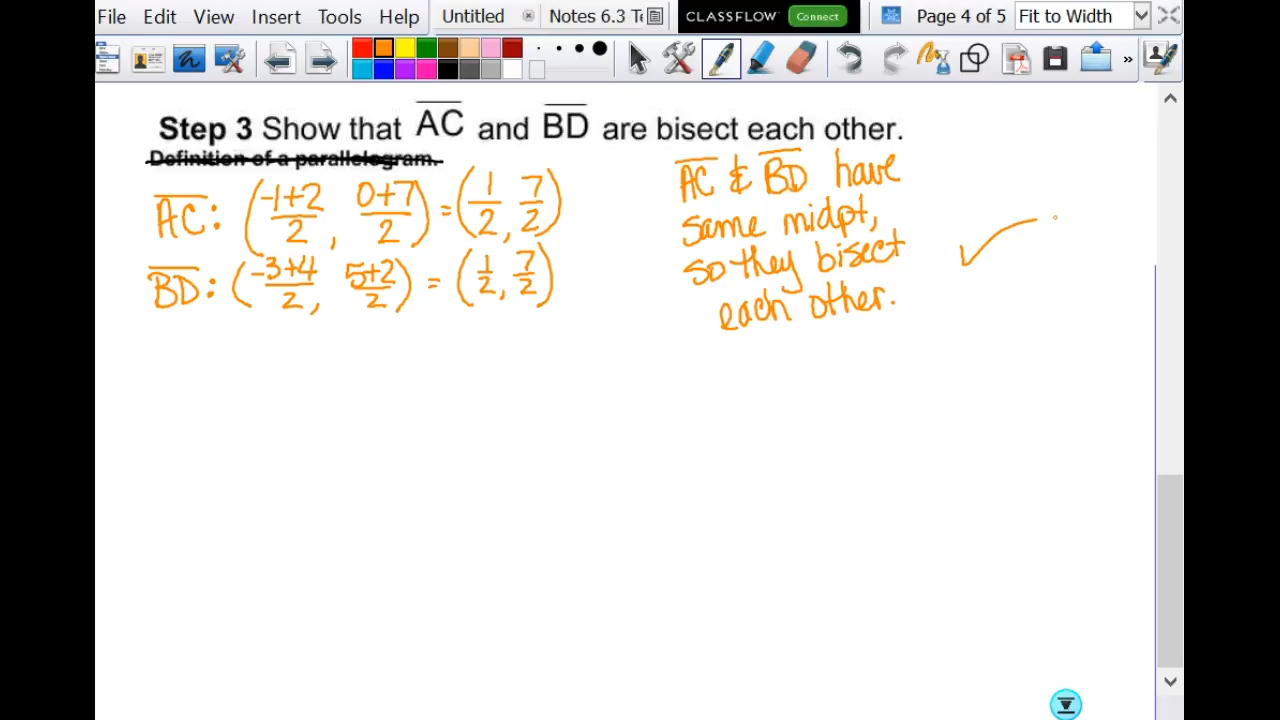 File Edit View Insert Tools Help Untitled Notes 6.3 Te CLASSFLOW Connect Page 4 of 5 Fit to Width
Step 3 Show that AC and BD are bisect each other.
Definition of a parallelogram.
AC: (-1+2/2, 0+7/2) = (1/2, 7/2)
BD: (-3+4/2, 5+2/2) = (1/2, 7/2)
AC & BD have
same midpt,
so they bisect
each other.